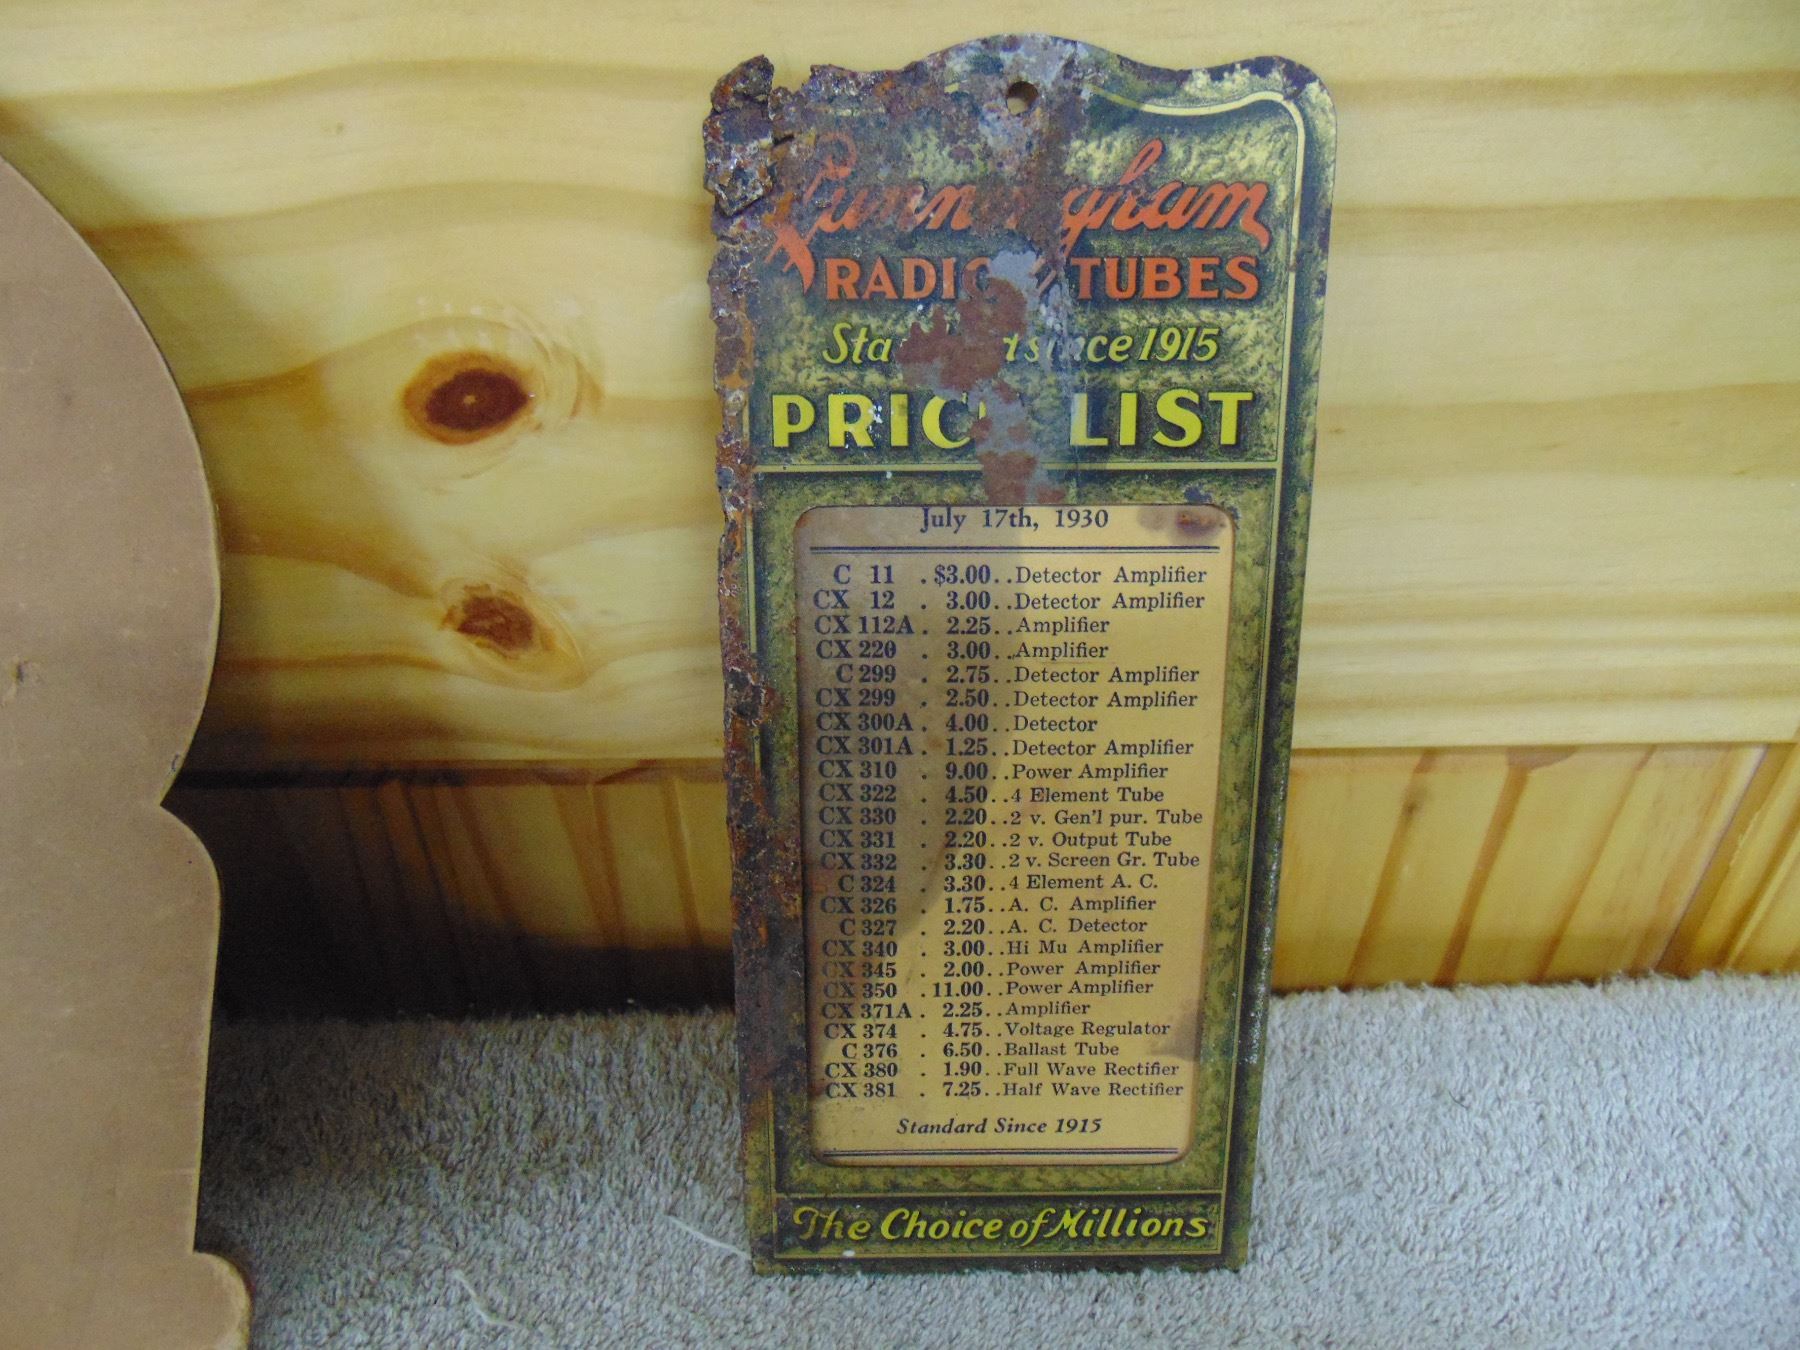 Cunningham
RADIO TUBES
Standard since 1915
PRICE LIST
July 17th, 1930
C 11 . $3.00..Detector Amplifier
CX 12 . 3.00..Detector Amplifier
CX 112A . 2.25..Amplifier
CX 220 . 3.00..Amplifier
C 299 . 2.75..Detector Amplifier
CX 299 . 2.50..Detector Amplifier
CX 300A . 4.00..Detector
CX 301A . 1.25..Detector Amplifier
CX 310 . 9.00..Power Amplifier
CX 322 . 4.50..4 Element Tube
CX 330 . 2.20..2 v. Gen'l pur. Tube
CX 331 . 2.20..2 v. Output Tube
CX 332 . 3.30..2 v. Screen Gr. Tube
C 324 . 3.30..4 Element A. C.
CX 326 . 1.75..A. C. Amplifier
C 327 . 2.20..A. C. Detector
CX 340 . 3.00..Hi Mu Amplifier
CX 345 . 2.00..Power Amplifier
CX 350 . 11.00..Power Amplifier
CX 371A . 2.25..Amplifier
CX 374 . 4.75..Voltage Regulator
C 376 . 6.50..Ballast Tube
CX 380 . 1.90..Full Wave Rectifier
CX 381 . 7.25..Half Wave Rectifier
Standard Since 1915
The Choice of Millions